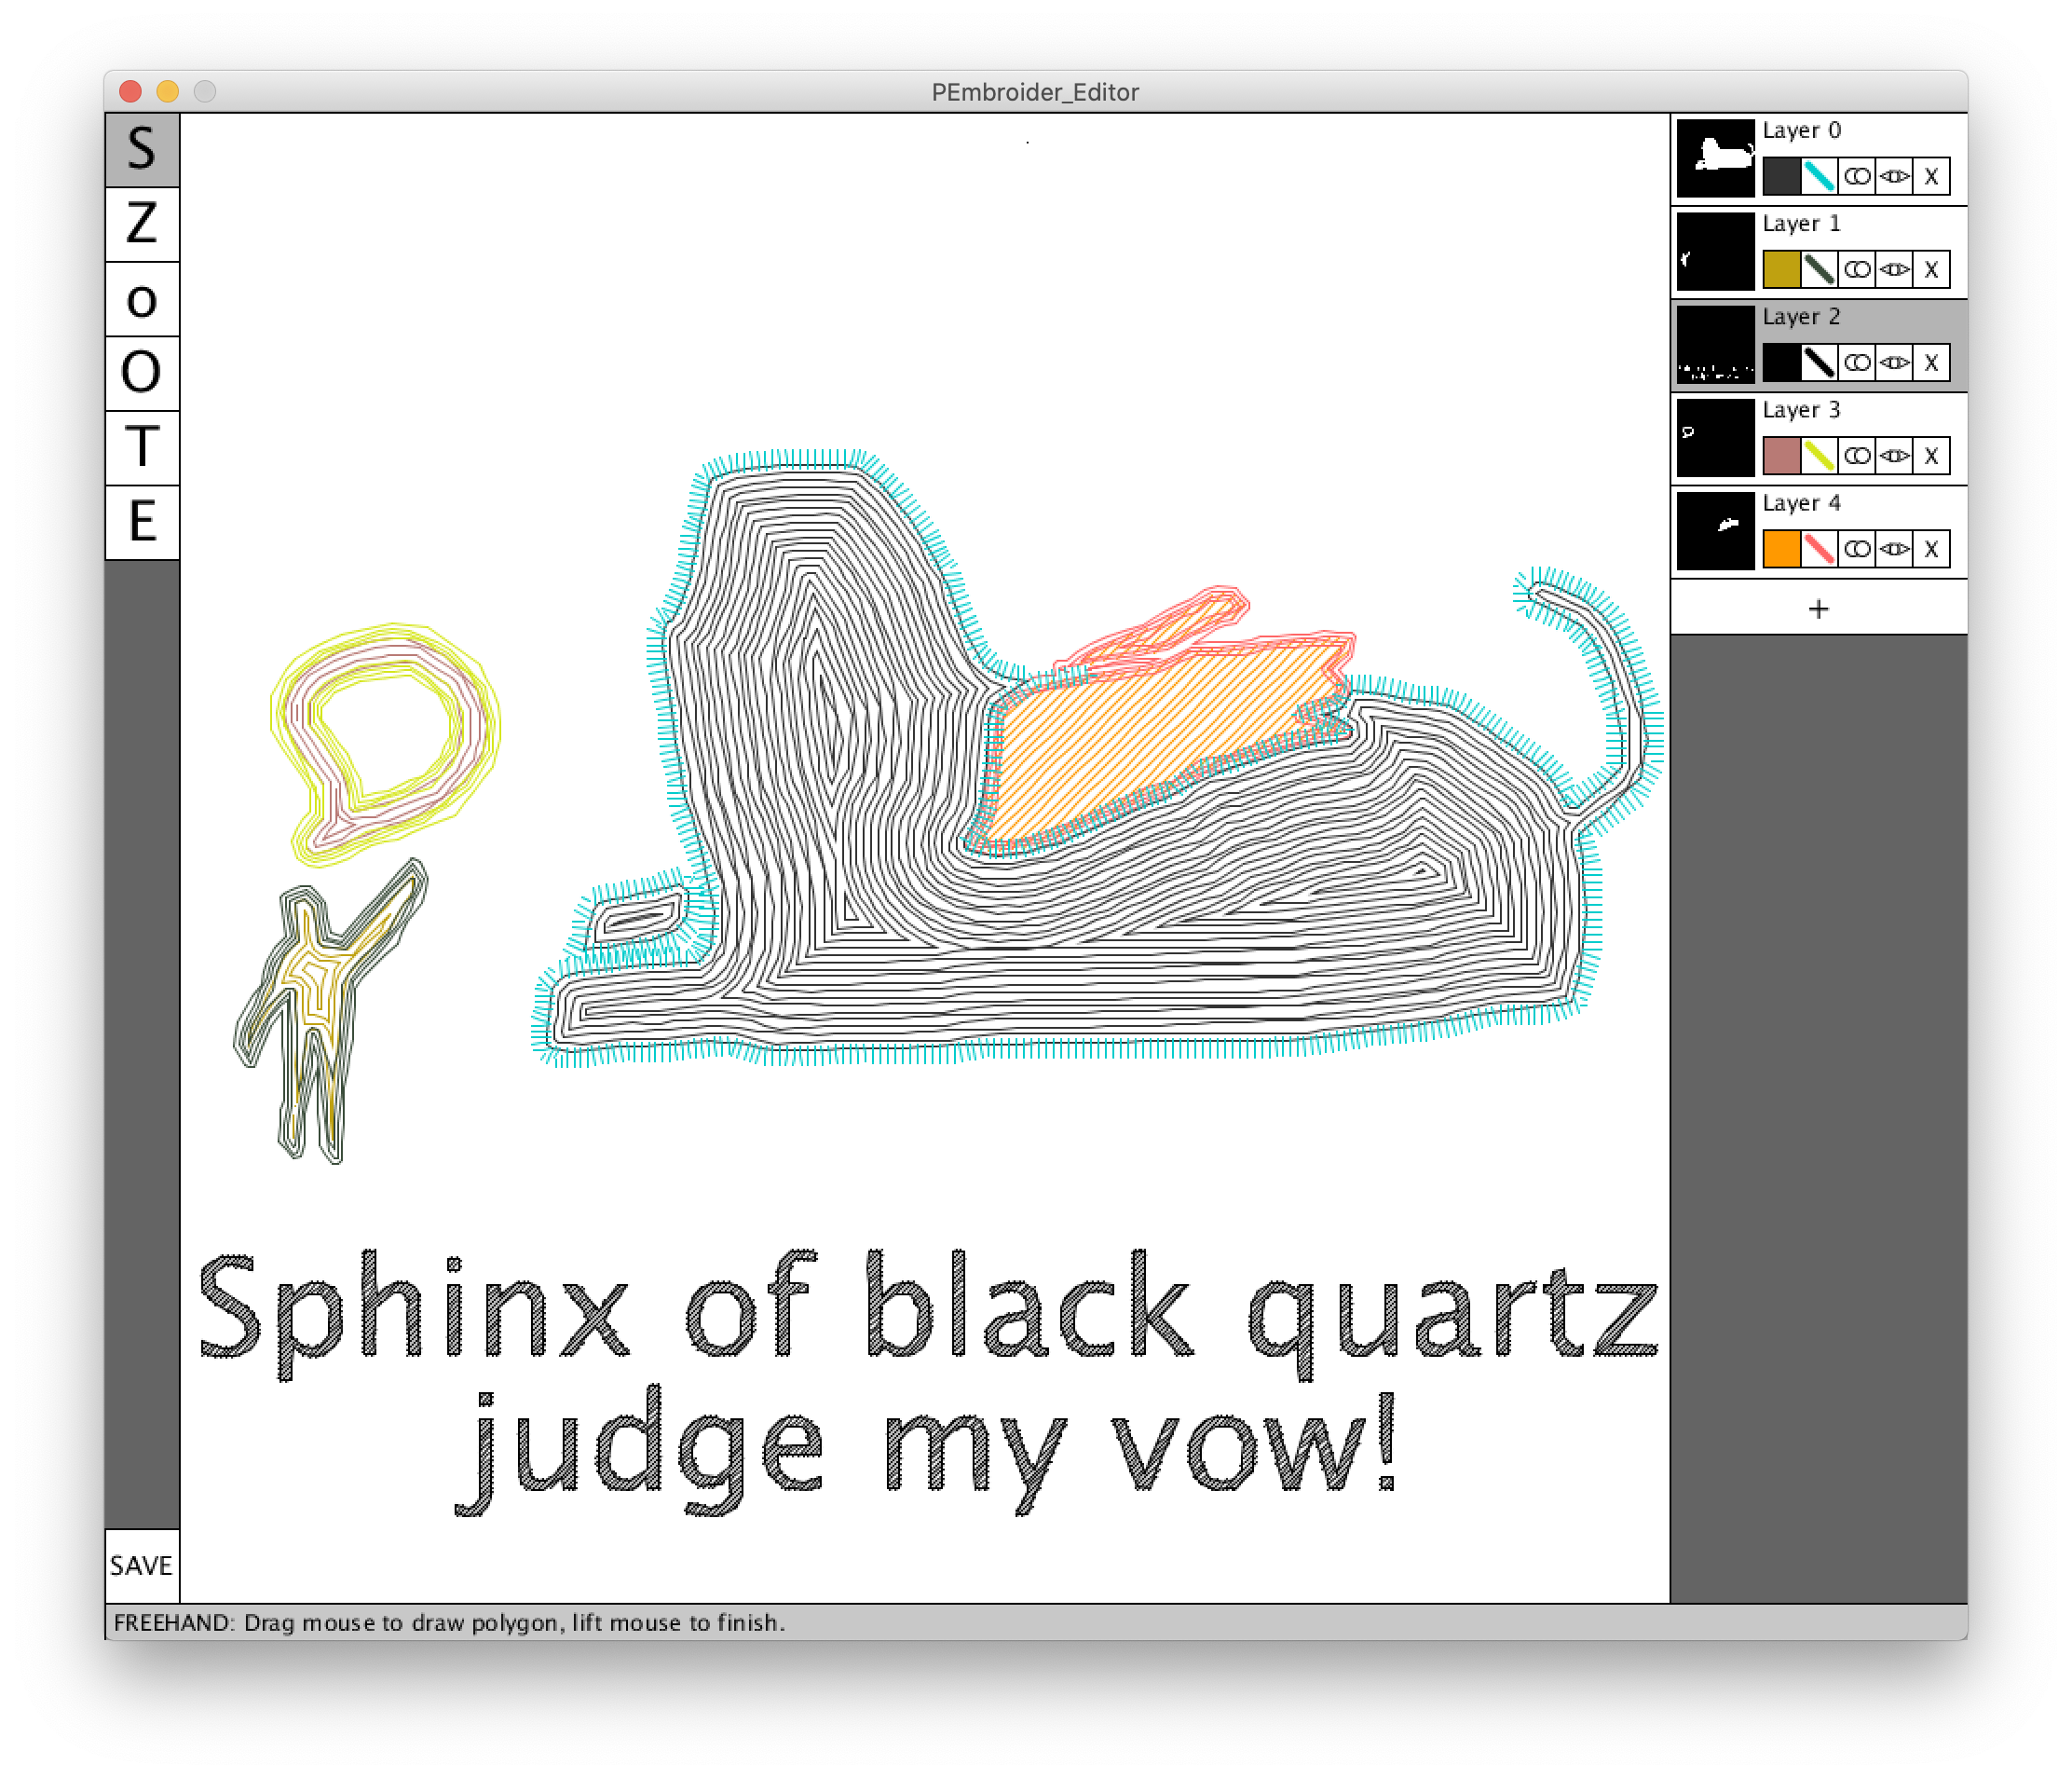 PEmbroider_Editor
S
Z
o
O
T
E
SAVE
Layer 0
X
Layer 1
X
Layer 2
X
Layer 3
X
Layer 4
X
+
Sphinx of black quartz
judge my vow!
FREEHAND: Drag mouse to draw polygon, lift mouse to finish.